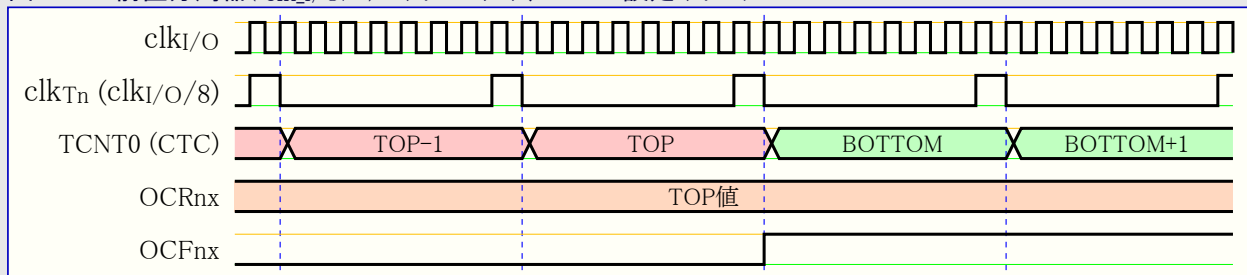 clkI/O
clkTn (clkI/O/8)
TCNT0 (CTC) TOP-1 TOP BOTTOM BOTTOM+1
OCRnx TOP値
OCFnx